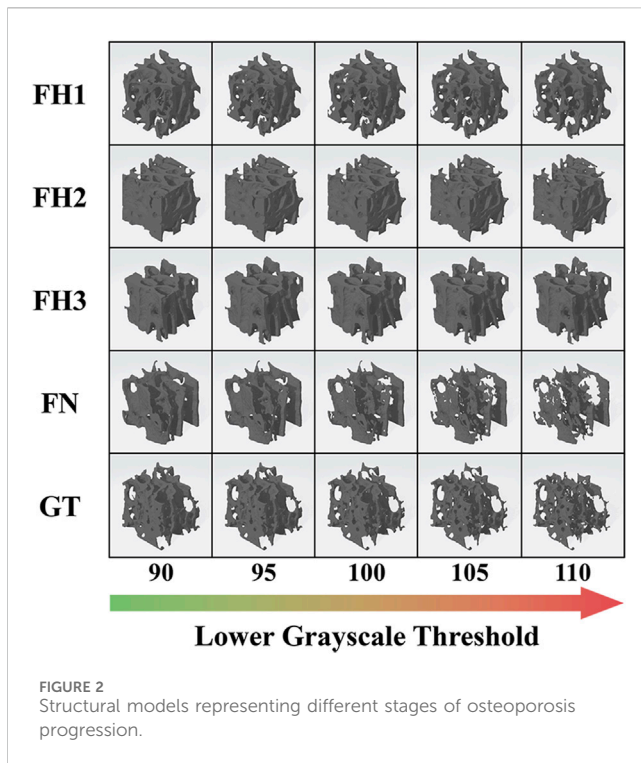 FH1
FH2
FH3
FN
GT
90 95 100 105 110
Lower Grayscale Threshold
FIGURE 2
Structural models representing different stages of osteoporosis
progression.